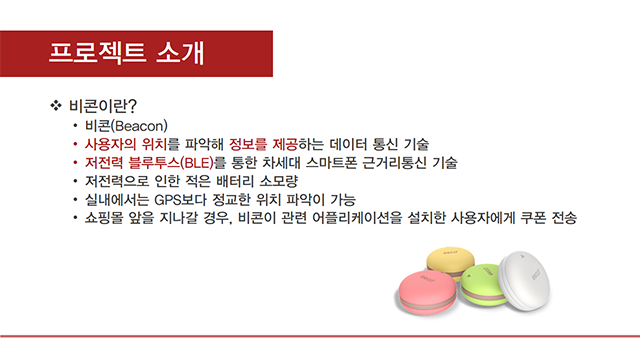 프로젝트 소개
❖ 비콘이란?
• 비콘(Beacon)
• 사용자의 위치를 파악해 정보를 제공하는 데이터 통신 기술
• 저전력 블루투스(BLE)를 통한 차세대 스마트폰 근거리통신 기술
• 저전력으로 인한 적은 배터리 소모량
• 실내에서는 GPS보다 정교한 위치 파악이 가능
• 쇼핑몰 앞을 지나갈 경우, 비콘이 관련 어플리케이션을 설치한 사용자에게 쿠폰 전송